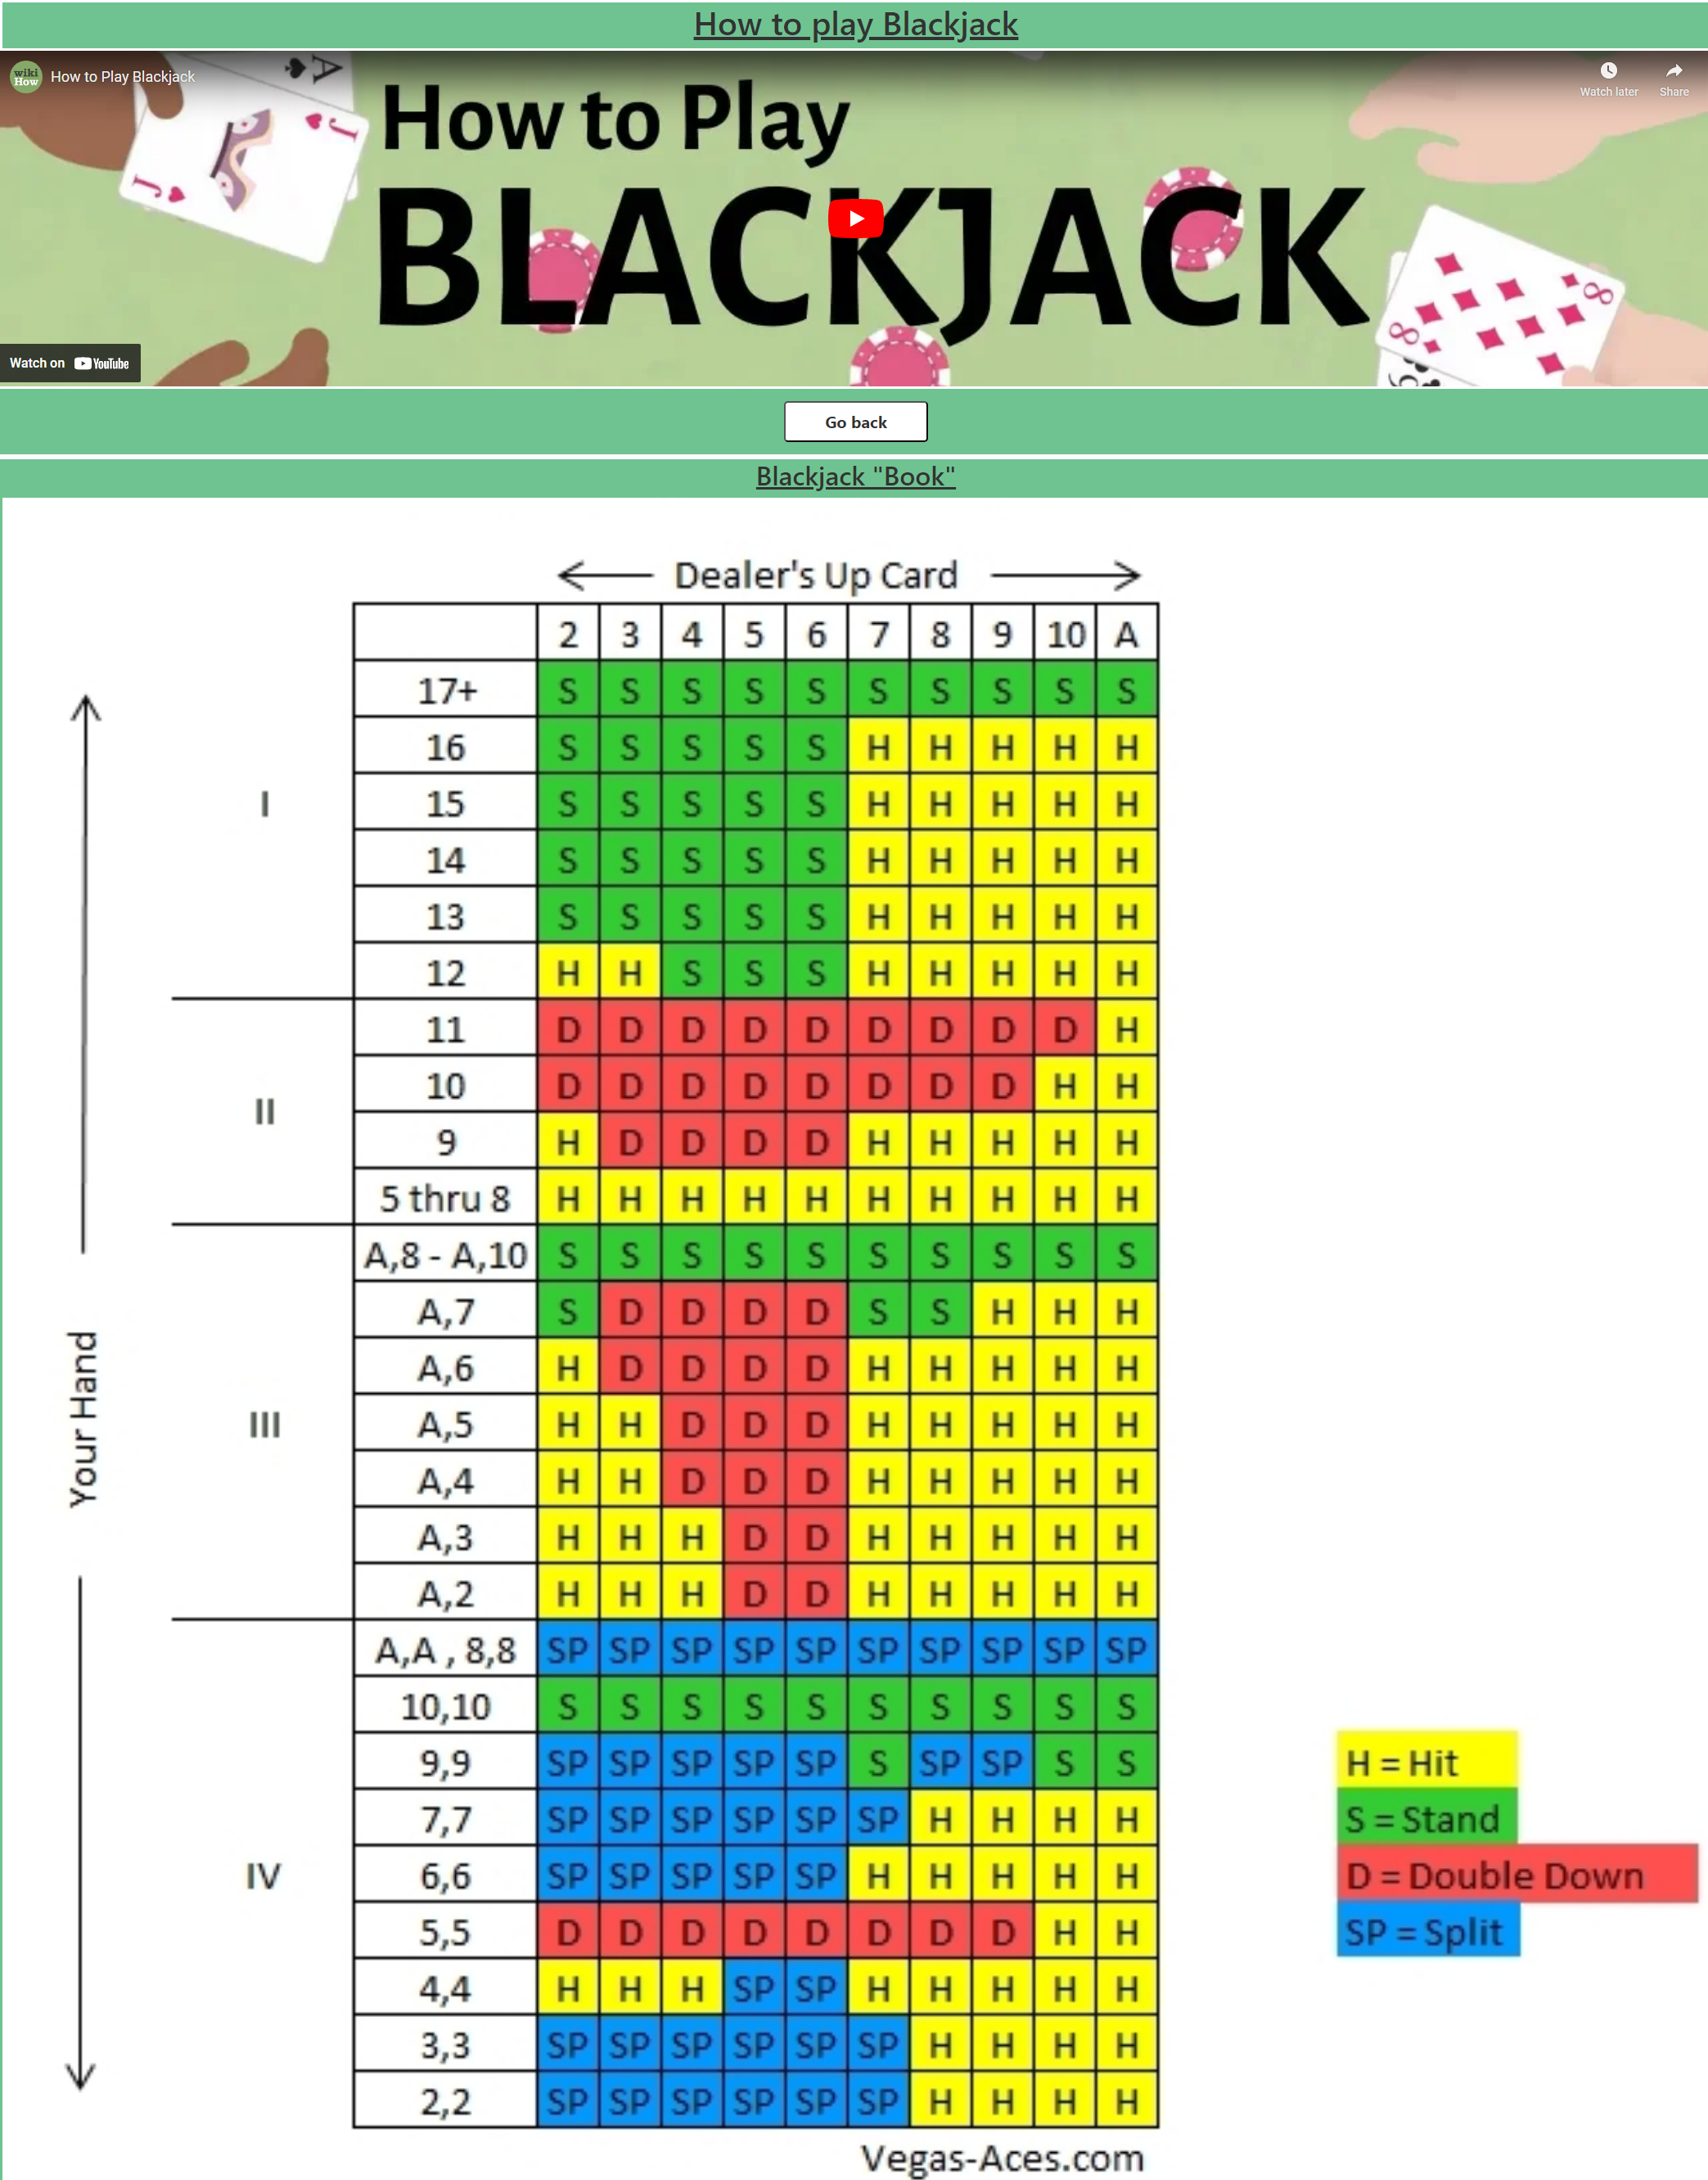 How to play Blackjack
wiki
How
How to Play Blackjack
Watch later
Share
A
J
J
How to Play
BLACKJACK
8
8
Watch on YouTube
Go back
Blackjack "Book"
Dealer's Up Card
2 3 4 5 6 7 8 9 10 A
17+ S S S S S S S S S S
16 S S S S S H H H H H
I
15 S S S S S H H H H H
14 S S S S S H H H H H
13 S S S S S H H H H H
12 H H S S S H H H H H
11 D D D D D D D D D H
10 D D D D D D D D H H
II
9 H D D D D H H H H H
5 thru 8 H H H H H H H H H H
A,8 - A,10 S S S S S S S S S S
A,7 S D D D D S S H H H
A,6 H D D D D H H H H H
Your Hand
III
A,5 H H D D D H H H H H
A,4 H H D D D H H H H H
A,3 H H H D D H H H H H
A,2 H H H D D H H H H H
A,A , 8,8 SP SP SP SP SP SP SP SP SP SP
10,10 S S S S S S S S S S
9,9 SP SP SP SP SP S SP SP S S
7,7 SP SP SP SP SP SP H H H H
IV
6,6 SP SP SP SP SP H H H H H
5,5 D D D D D D D D H H
4,4 H H H SP SP H H H H H
3,3 SP SP SP SP SP SP H H H H
2,2 SP SP SP SP SP SP H H H H
H = Hit
S = Stand
D = Double Down
SP = Split
Vegas-Aces.com